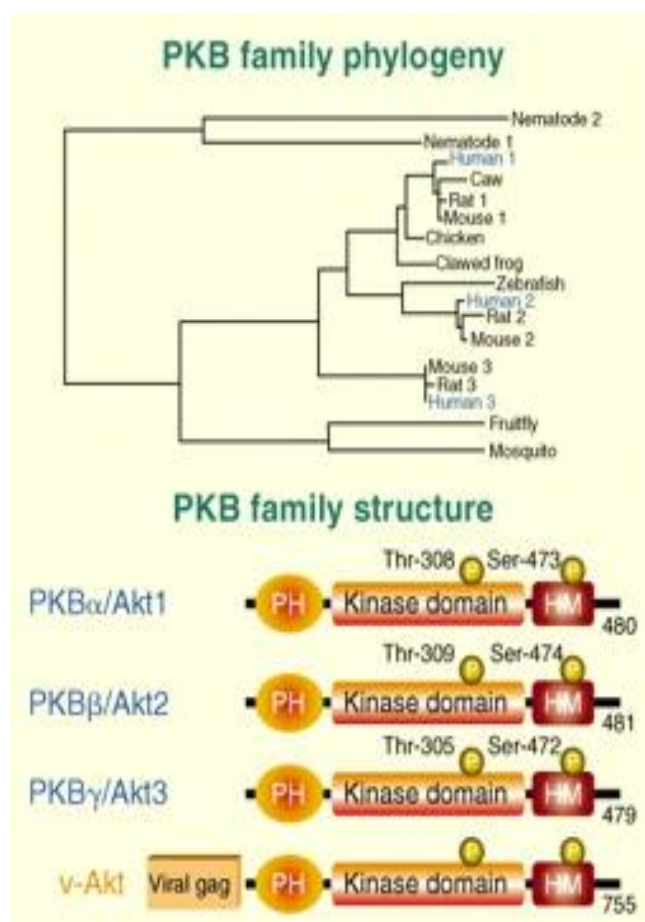 PKB family phylogeny
Nematode 2
Nematode 1
Human 1
Caw
Rat 1
Mouse 1
Chicken
Clawed frog
Zebrafish
Human 2
Rat 2
Mouse 2
Mouse 3
Rat 3
Human 3
Fruitfly
Mosquito
PKB family structure
Thr-308 P Ser-473 P
PKBα/Akt1 PH Kinase domain HM 480
Thr-309 P Ser-474 P
PKBβ/Akt2 PH Kinase domain HM 481
Thr-305 P Ser-472 P
PKBγ/Akt3 PH Kinase domain HM 479
P P
v-Akt Viral gag PH Kinase domain HM 755